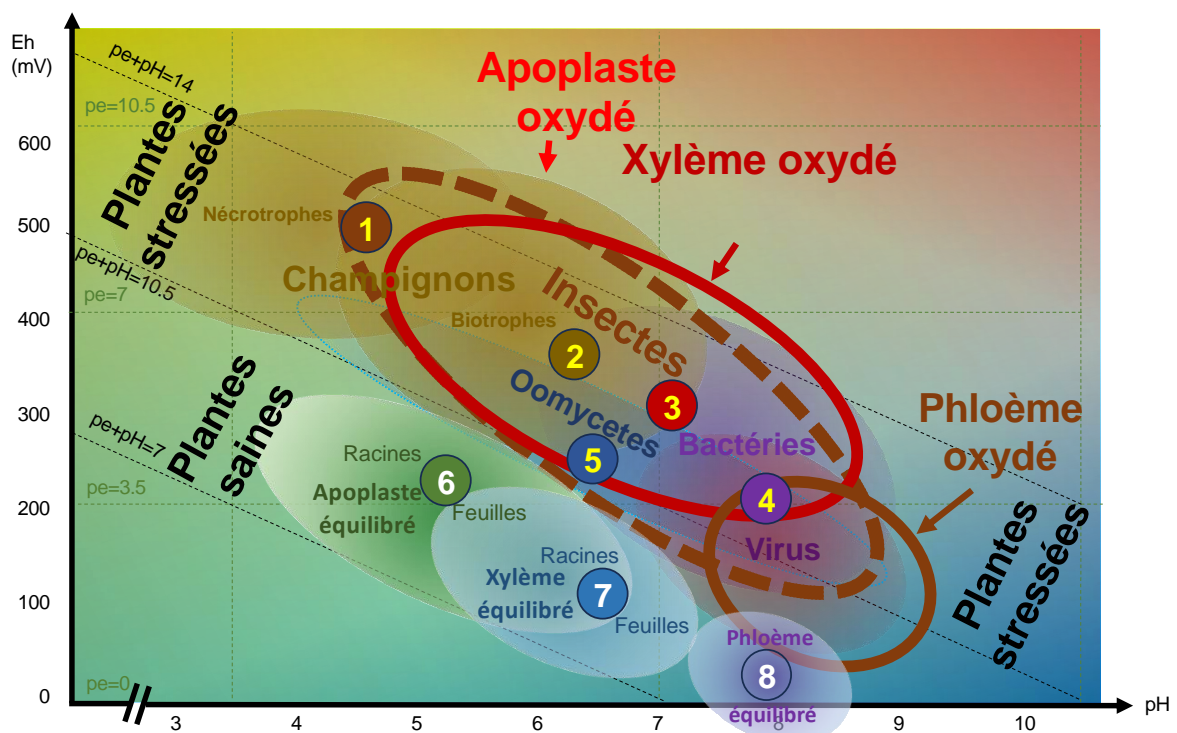 Eh
(mV)
pe+pH=14
Apoplaste
oxydé
pe=10.5
600
Plantes
stressées
Xylème oxydé
Nécrotrophes
1
500
pe+pH=10.5
Champignons
Insectes
pe=7
400
Biotrophes
2
Oomycetes
3
Plantes
saines
Phloème
oxydé
300
pe+pH=7
Bactéries
Racines
5
6
4
pe=3.5
Apoplaste
équilibré
Feuilles
200
Virus
Racines
Xylème
équilibré
7
Feuilles
Plantes
stressées
100
Phloème
8
équilibré
pe=0
0
3
4
5
6
7
8
9
10
pH